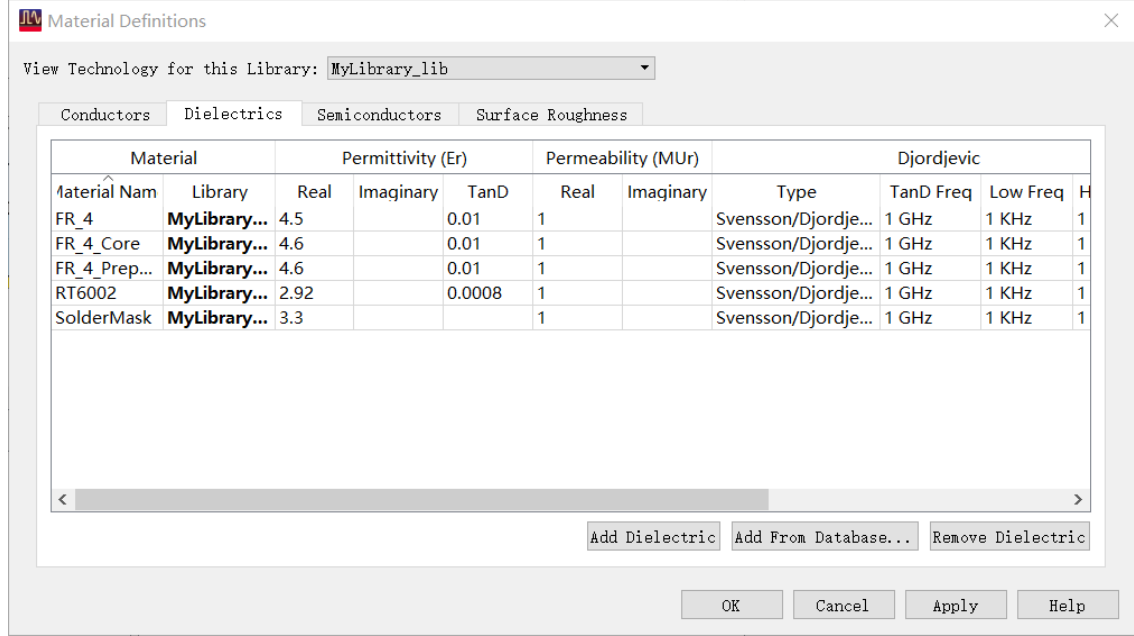 Material Definitions
View Technology for this Library: MyLibrary_lib
Conductors Dielectrics Semiconductors Surface Roughness
Material Permittivity (Er) Permeability (MUr) Djordjevic
Material Nam Library Real Imaginary TanD Real Imaginary Type TanD Freq Low Freq H
FR_4 MyLibrary... 4.5 0.01 1 Svensson/Djordje... 1 GHz 1 KHz 1
FR_4_Core MyLibrary... 4.6 0.01 1 Svensson/Djordje... 1 GHz 1 KHz 1
FR_4_Prep... MyLibrary... 4.6 0.01 1 Svensson/Djordje... 1 GHz 1 KHz 1
RT6002 MyLibrary... 2.92 0.0008 1 Svensson/Djordje... 1 GHz 1 KHz 1
SolderMask MyLibrary... 3.3 1 Svensson/Djordje... 1 GHz 1 KHz 1
Add Dielectric Add From Database... Remove Dielectric
OK Cancel Apply Help